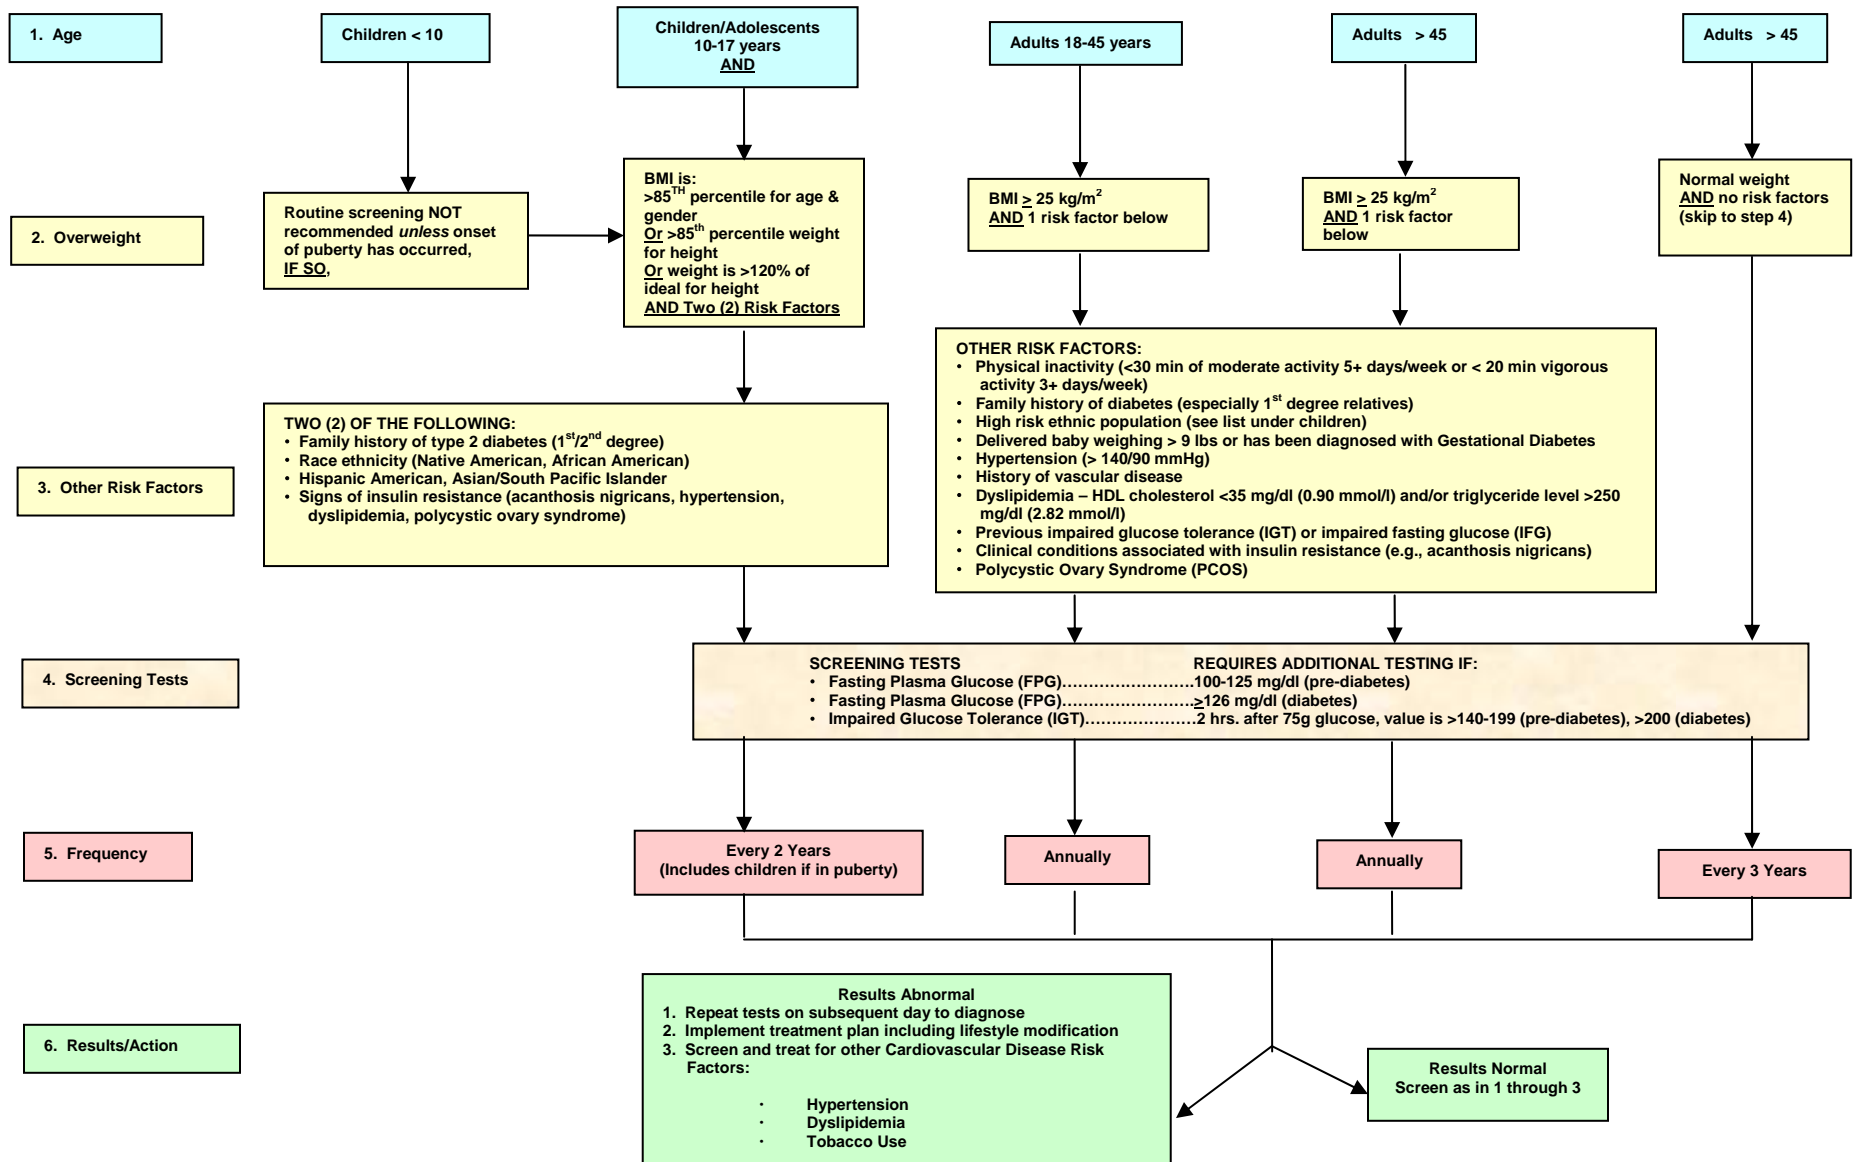 1. Age
Children < 10
Children/Adolescents
10-17 years
AND
Adults 18-45 years
Adults > 45
Adults > 45
2. Overweight
Routine screening NOT
recommended unless onset
of puberty has occurred,
IF SO,
BMI is:
>85TH percentile for age &
gender
Or >85th percentile weight
for height
Or weight is >120% of
ideal for height
AND Two (2) Risk Factors
BMI ≥ 25 kg/m²
AND 1 risk factor below
BMI ≥ 25 kg/m²
AND 1 risk factor
below
Normal weight
AND no risk factors
(skip to step 4)
3. Other Risk Factors
TWO (2) OF THE FOLLOWING:
• Family history of type 2 diabetes (1st/2nd degree)
• Race ethnicity (Native American, African American)
• Hispanic American, Asian/South Pacific Islander
• Signs of insulin resistance (acanthosis nigricans, hypertension,
dyslipidemia, polycystic ovary syndrome)
OTHER RISK FACTORS:
• Physical inactivity (<30 min of moderate activity 5+ days/week or < 20 min vigorous
activity 3+ days/week)
• Family history of diabetes (especially 1st degree relatives)
• High risk ethnic population (see list under children)
• Delivered baby weighing > 9 lbs or has been diagnosed with Gestational Diabetes
• Hypertension (> 140/90 mmHg)
• History of vascular disease
• Dyslipidemia – HDL cholesterol <35 mg/dl (0.90 mmol/l) and/or triglyceride level >250
mg/dl (2.82 mmol/l)
• Previous impaired glucose tolerance (IGT) or impaired fasting glucose (IFG)
• Clinical conditions associated with insulin resistance (e.g., acanthosis nigricans)
• Polycystic Ovary Syndrome (PCOS)
4. Screening Tests
SCREENING TESTS REQUIRES ADDITIONAL TESTING IF:
• Fasting Plasma Glucose (FPG)…………………….100-125 mg/dl (pre-diabetes)
• Fasting Plasma Glucose (FPG)…………………….≥126 mg/dl (diabetes)
• Impaired Glucose Tolerance (IGT)…………………2 hrs. after 75g glucose, value is >140-199 (pre-diabetes), >200 (diabetes)
5. Frequency
Every 2 Years
(Includes children if in puberty)
Annually
Annually
Every 3 Years
6. Results/Action
Results Abnormal
1. Repeat tests on subsequent day to diagnose
2. Implement treatment plan including lifestyle modification
3. Screen and treat for other Cardiovascular Disease Risk
Factors:
· Hypertension
· Dyslipidemia
· Tobacco Use
Results Normal
Screen as in 1 through 3